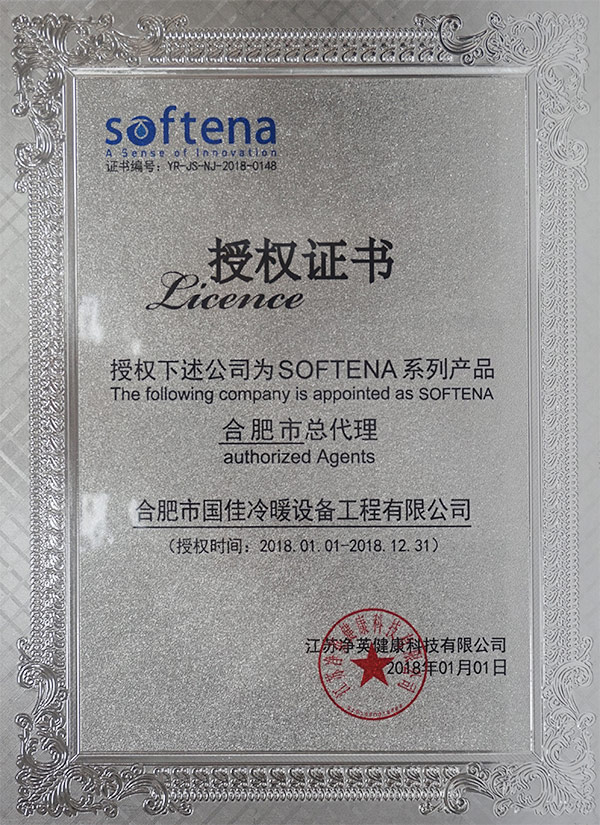 softena
A Sense of Innovation
证书编号：YR-JS-NJ-2018-0148
授权证书
Licence
授权下述公司为SOFTENA系列产品
The following company is appointed as SOFTENA
合肥市总代理
authorized Agents
合肥市国佳冷暖设备工程有限公司
（授权时间：2018.01.01-2018.12.31）
江苏净英健康科技有限公司
2018年01月01日